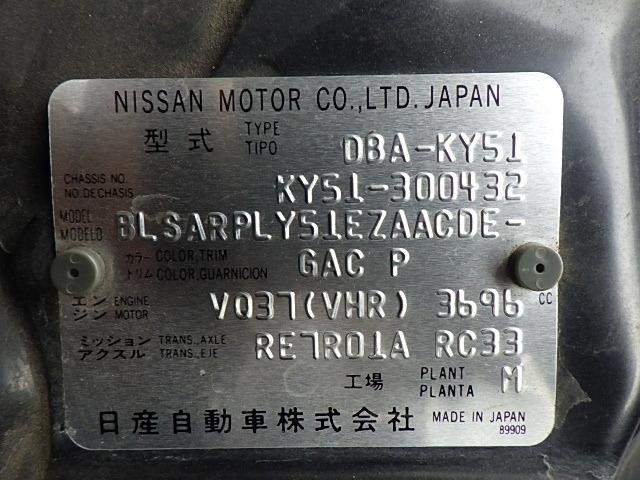 NISSAN MOTOR CO.,LTD. JAPAN
型式 TYPE TIPO DBA-KY51
CHASSIS NO. NO.DECHASIS KY51-300432
MODEL MODELO BLSARPLY51EZAACDE-
カラー COLOR,TRIM
トリム COLOR,GUARNICION GAC P
エンジン ENGINE MOTOR VQ37(VHR) 3696 CC
ミッション TRANS.,AXLE
アクスル TRANS.,EJE RE7R01A RC33
工場 PLANT PLANTA M
日産自動車株式会社 MADE IN JAPAN
89909